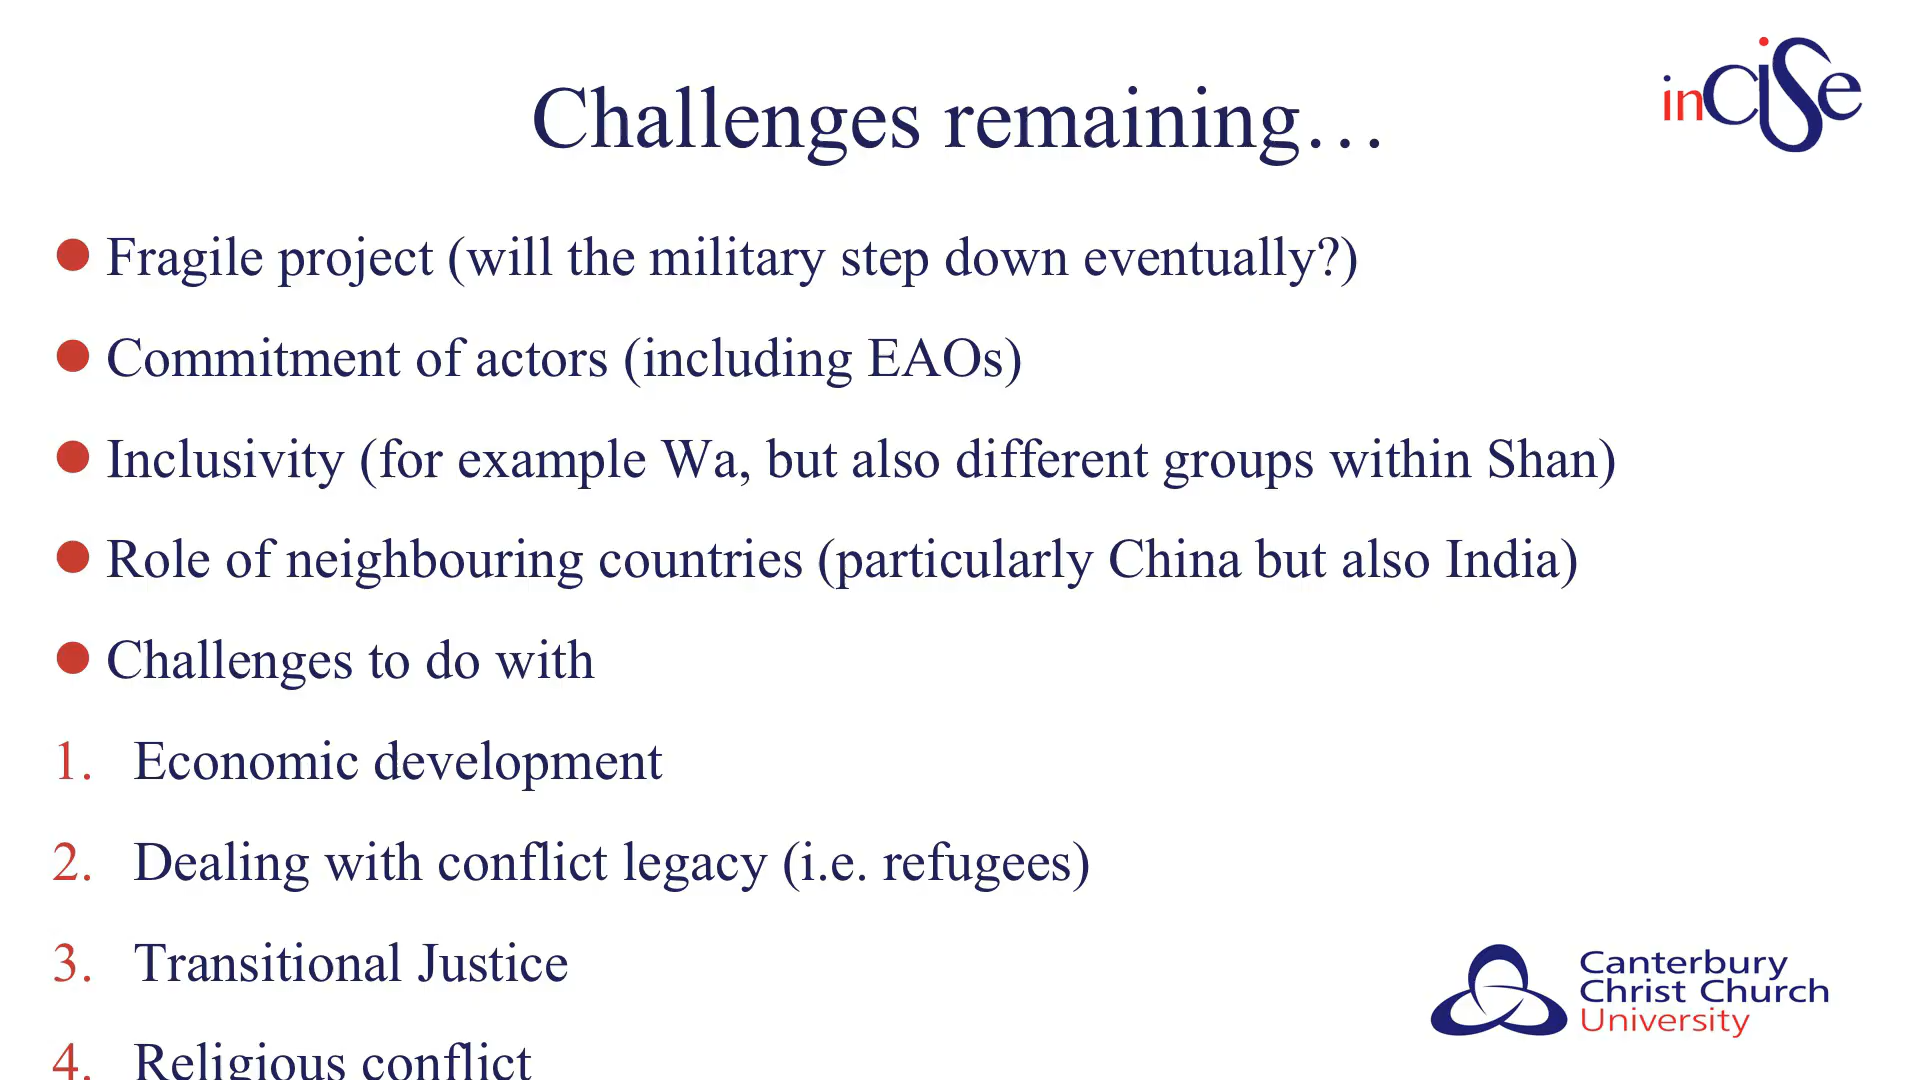 inCiSe
Challenges remaining…
Fragile project (will the military step down eventually?)
Commitment of actors (including EAOs)
Inclusivity (for example Wa, but also different groups within Shan)
Role of neighbouring countries (particularly China but also India)
Challenges to do with
1. Economic development
2. Dealing with conflict legacy (i.e. refugees)
3. Transitional Justice
4. Religious conflict
Canterbury
Christ Church
University